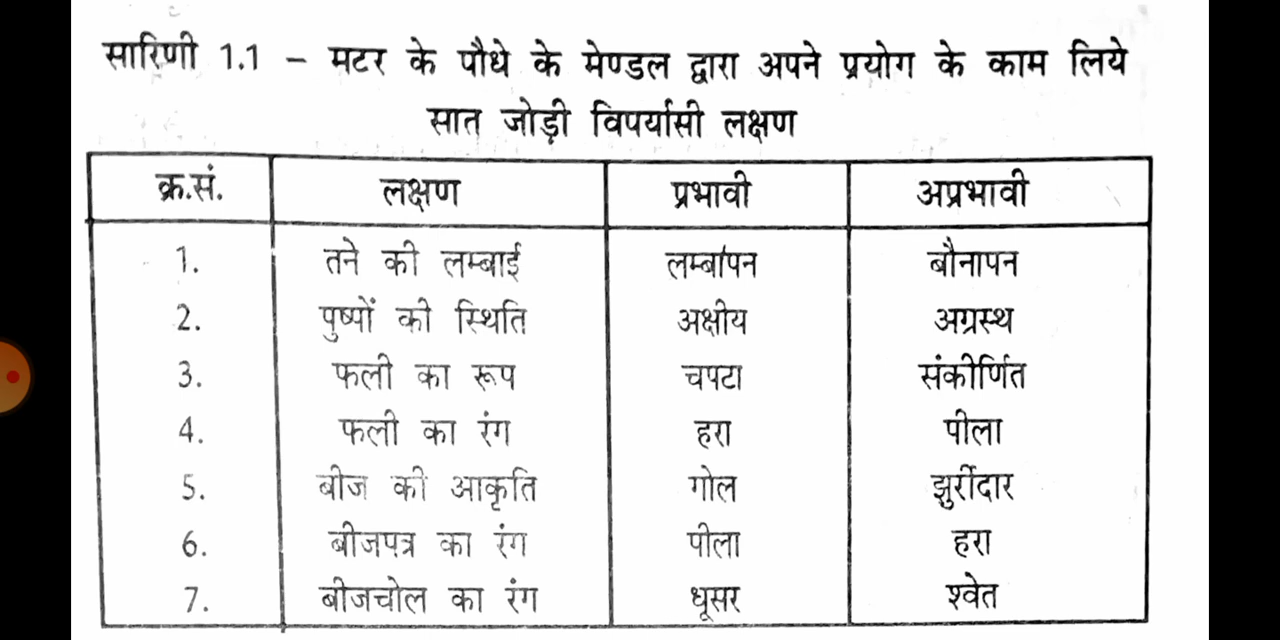 सारिणी 1.1 – मटर के पौधे के मेण्डल द्वारा अपने प्रयोग के काम लिये
सात जोड़ी विपर्यासी लक्षण
क्र.सं. लक्षण प्रभावी अप्रभावी
1. तने की लम्बाई लम्बापन बौनापन
2. पुष्पों की स्थिति अक्षीय अग्रस्थ
3. फली का रूप चपटा संकीर्णित
4. फली का रंग हरा पीला
5. बीज की आकृति गोल झुर्रीदार
6. बीजपत्र का रंग पीला हरा
7. बीजचोल का रंग धूसर श्वेत